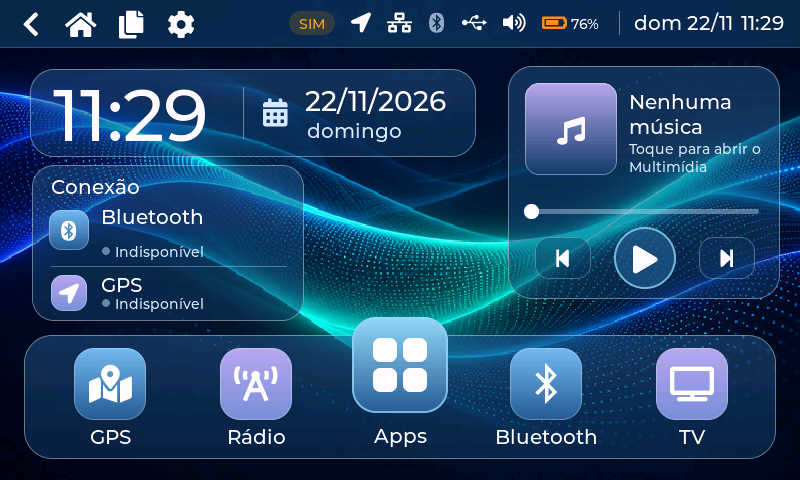 SIM
76%
dom 22/11 11:29
11:29
22/11/2026
domingo
Nenhuma
música
Toque para abrir o
Multimídia
Conexão
Bluetooth
Indisponível
GPS
Indisponível
GPS
Rádio
Apps
Bluetooth
TV